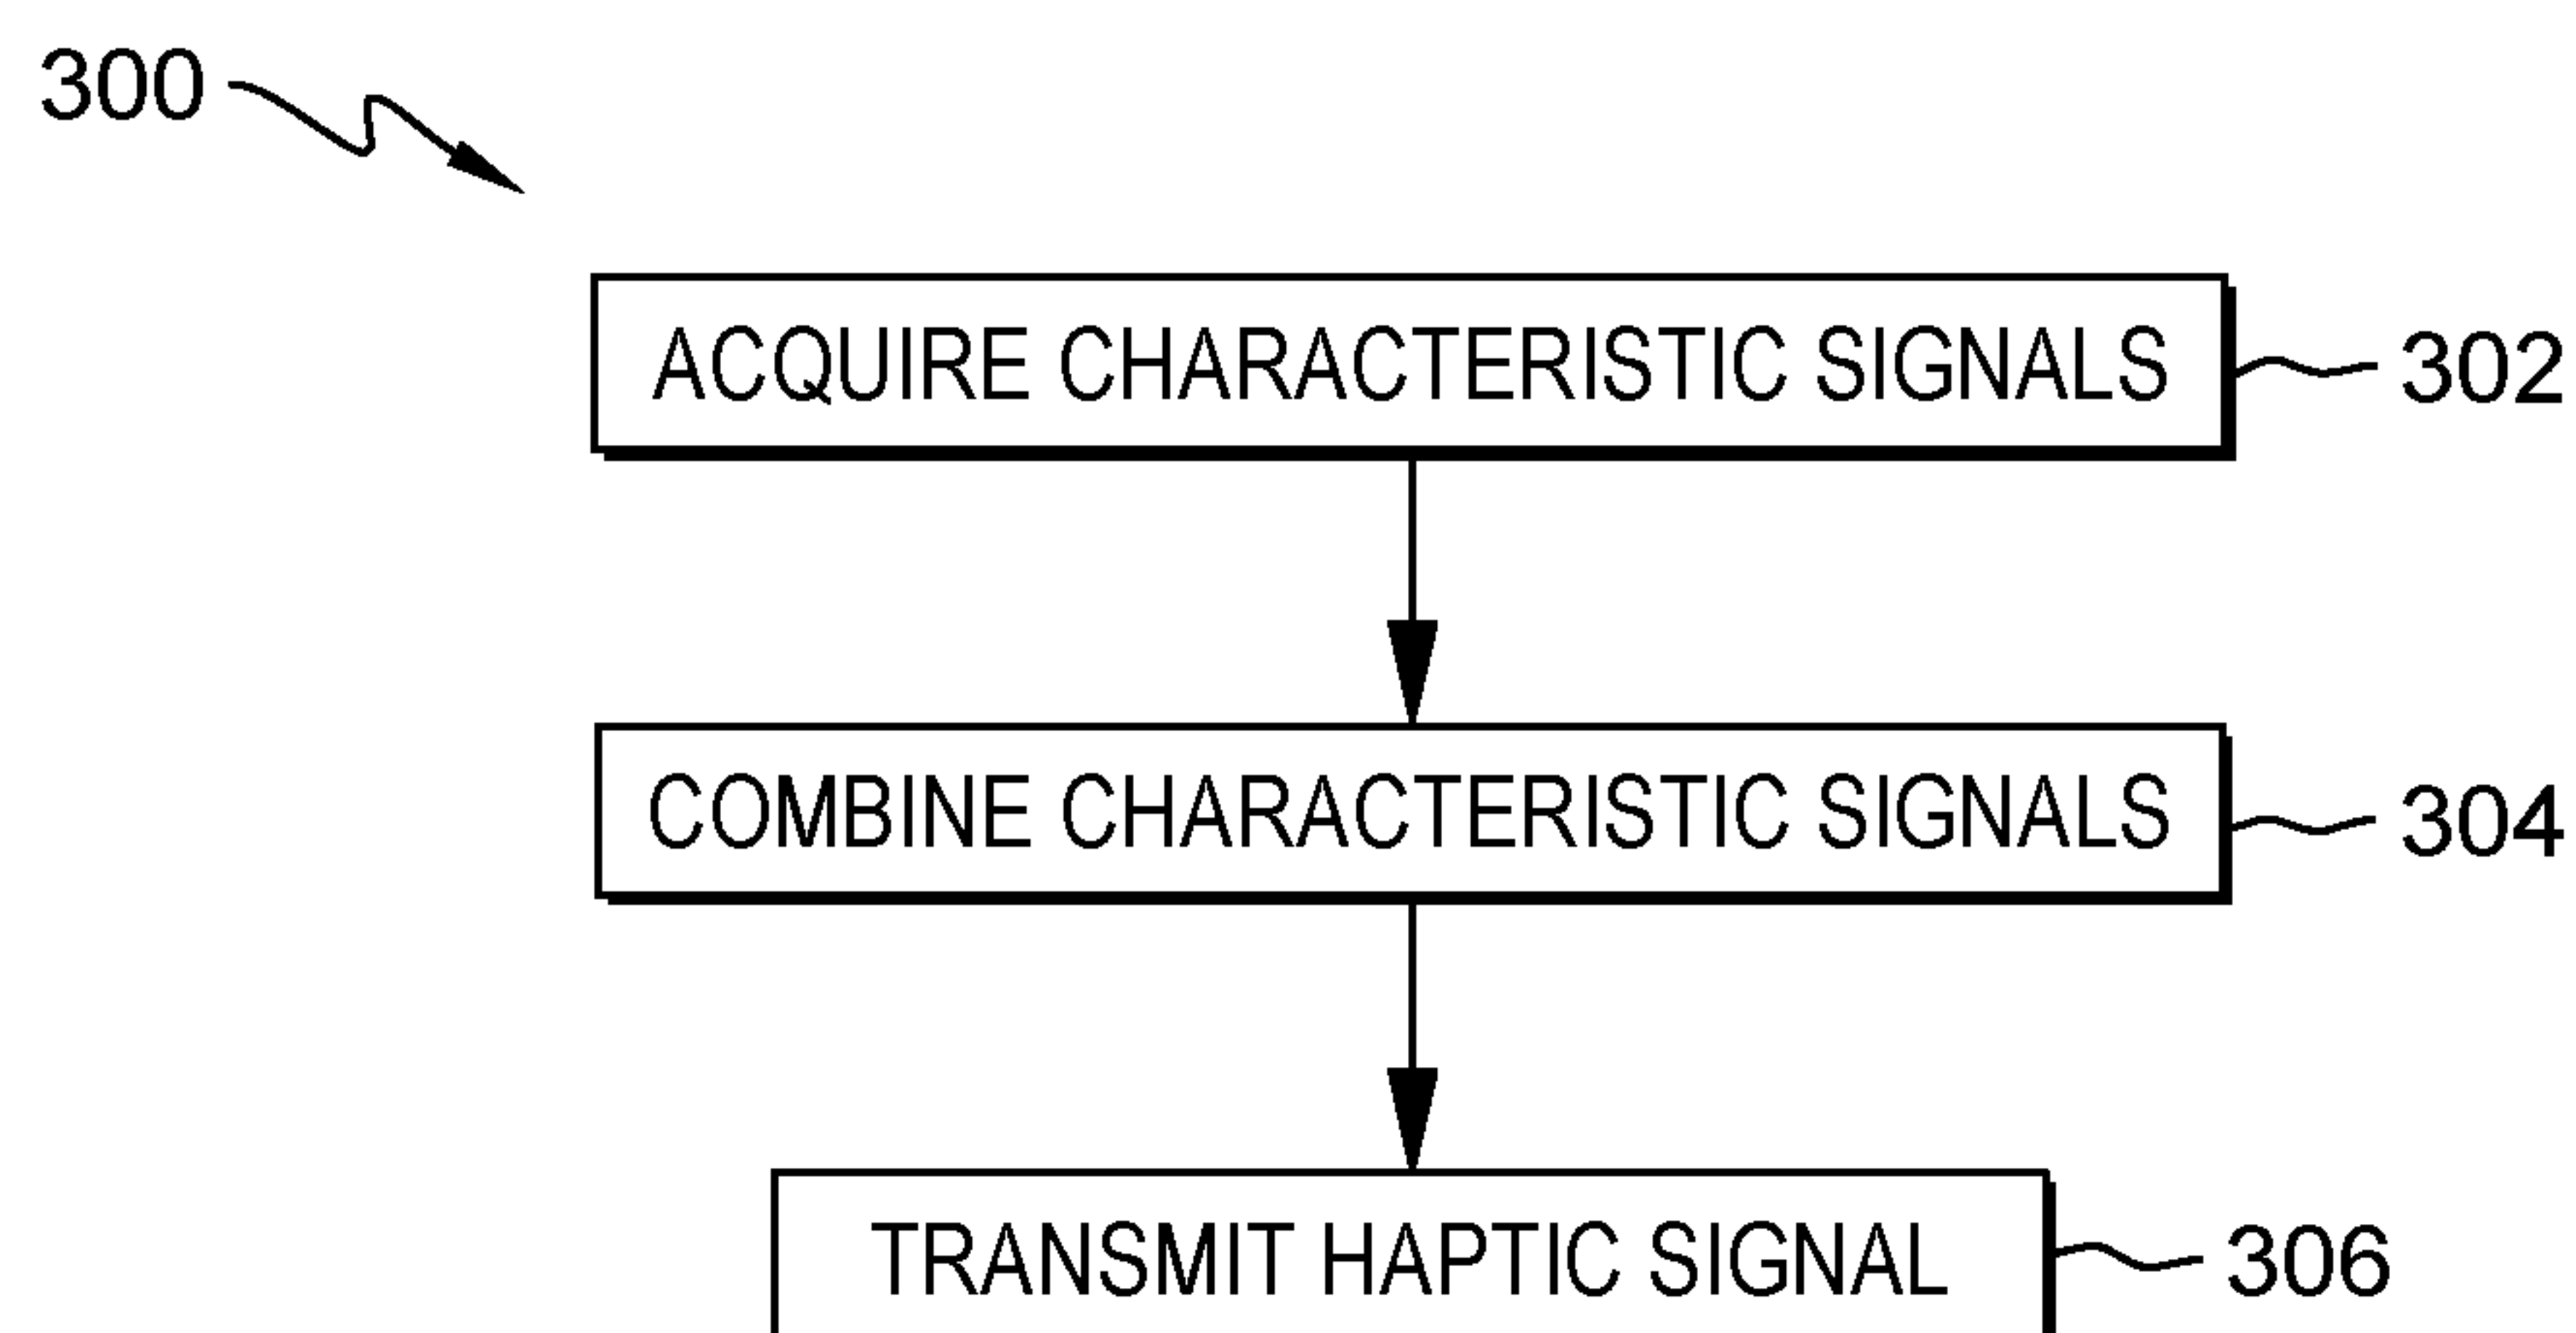 300
ACQUIRE CHARACTERISTIC SIGNALS 302
COMBINE CHARACTERISTIC SIGNALS 304
TRANSMIT HAPTIC SIGNAL 306